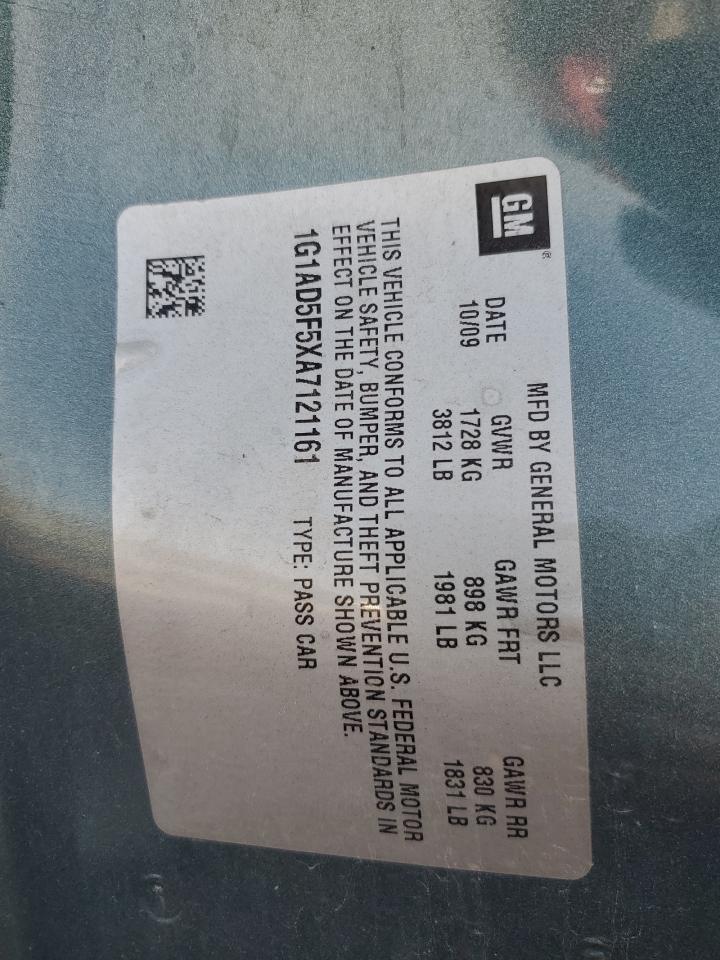 GM®
MFD BY GENERAL MOTORS LLC
DATE GVWR GAWR FRT GAWR RR
10/09 1728 KG 898 KG 830 KG
3812 LB 1981 LB 1831 LB
THIS VEHICLE CONFORMS TO ALL APPLICABLE U.S. FEDERAL MOTOR
VEHICLE SAFETY, BUMPER, AND THEFT PREVENTION STANDARDS IN
EFFECT ON THE DATE OF MANUFACTURE SHOWN ABOVE.
1G1AD5F5XA7121161 TYPE: PASS CAR